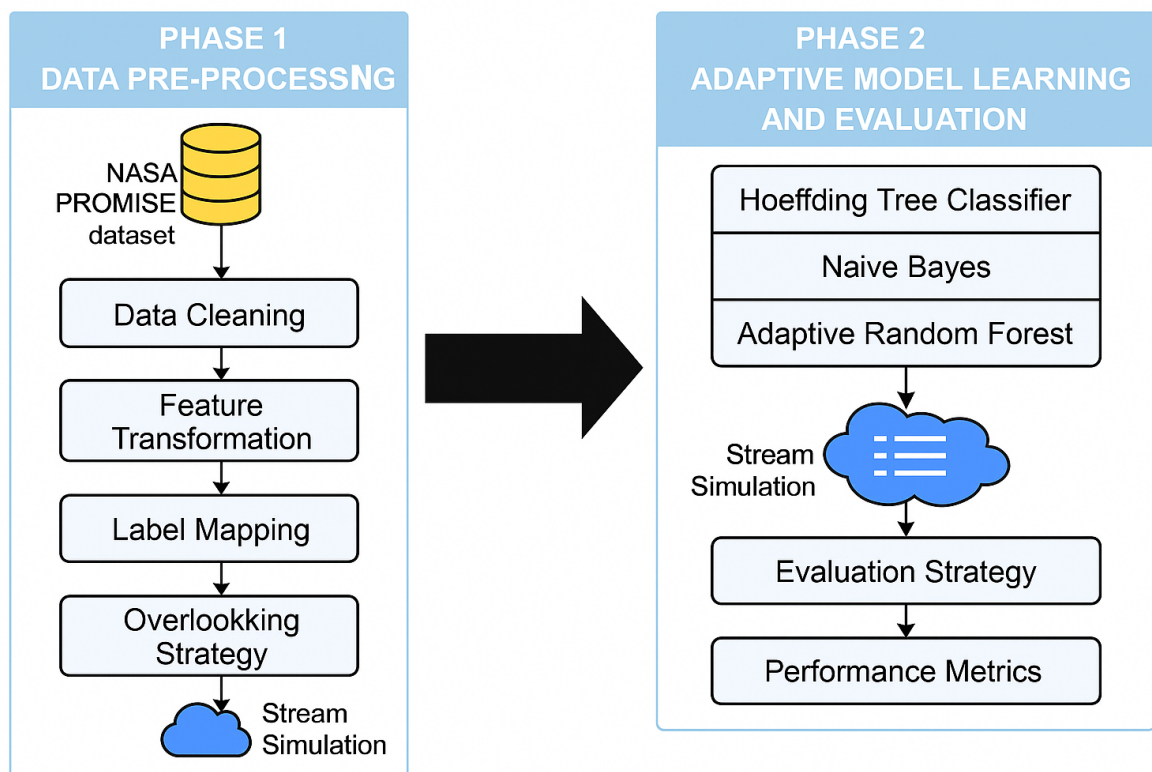 PHASE 1
DATA PRE-PROCESSNG
NASA
PROMISE
dataset
Data Cleaning
Feature
Transformation
Label Mapping
Overlookking
Strategy
Stream
Simulation
PHASE 2
ADAPTIVE MODEL LEARNING
AND EVALUATION
Hoeffding Tree Classifier
Naive Bayes
Adaptive Random Forest
Stream
Simulation
Evaluation Strategy
Performance Metrics